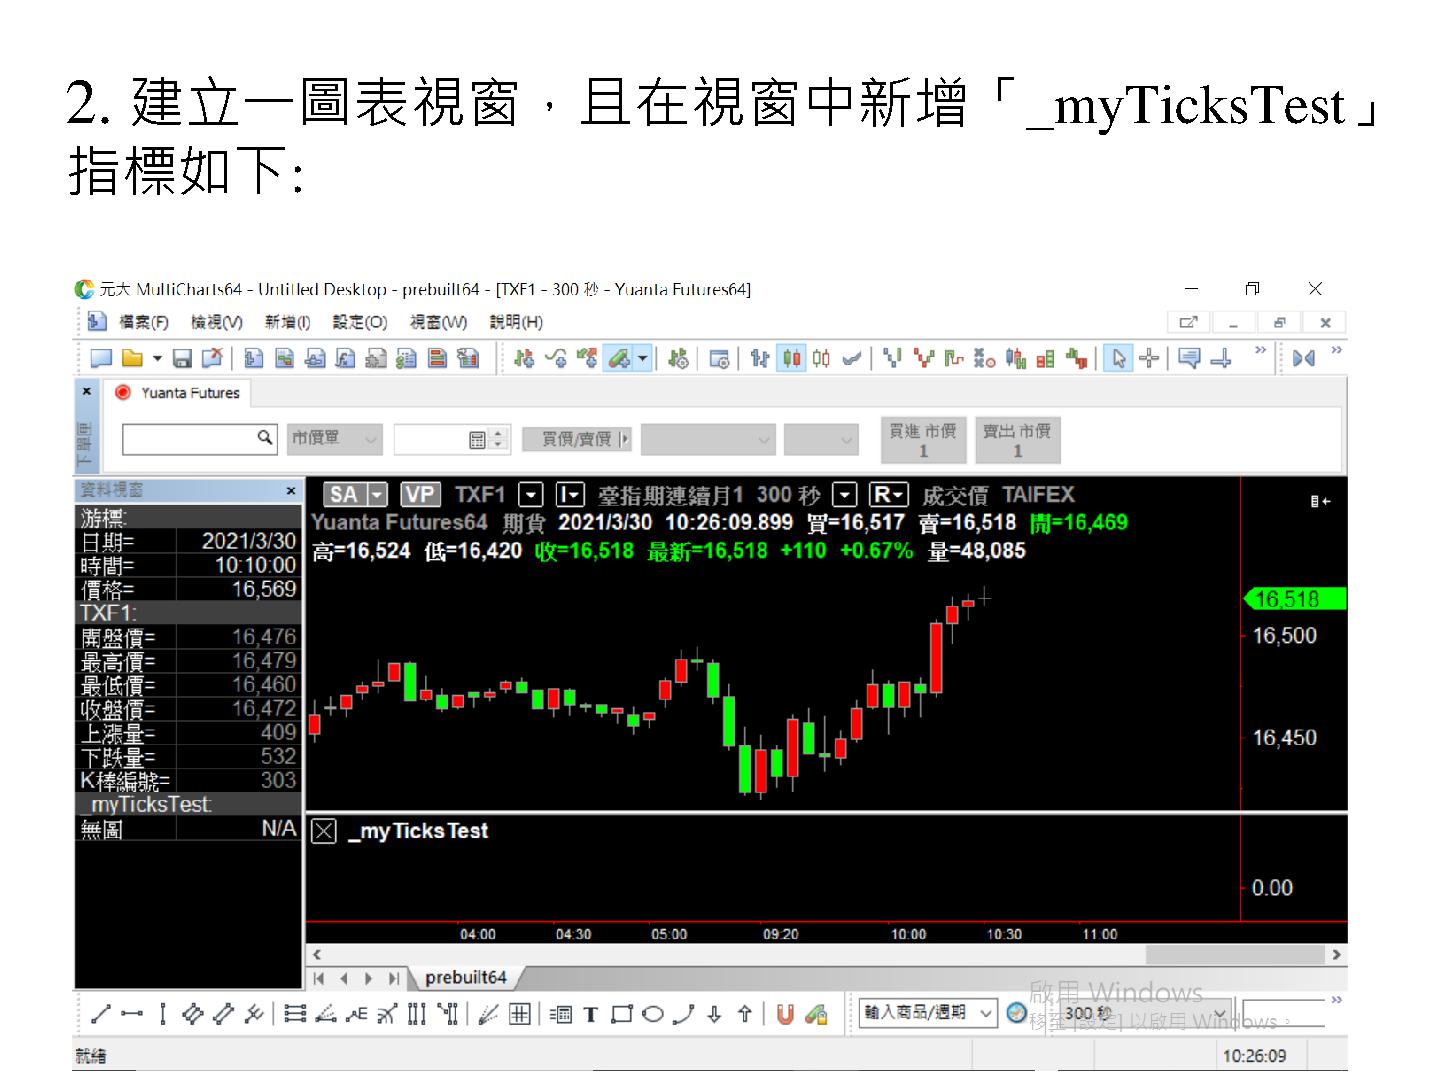 2. 建立一圖表視窗，且在視窗中新增「_myTicksTest」
指標如下:
元大 MultiCharts64 - Untitled Desktop - prebuilt64 - [TXF1 - 300 秒 - Yuanta Futures64]
檔案(F) 檢視(V) 新增(I) 設定(O) 視窗(W) 說明(H)
Yuanta Futures
下單匣
市價單 買價/賣價 買進 市價 賣出 市價
1 1
資料視窗
游標:
日期= 2021/3/30
時間= 10:10:00
價格= 16,569
TXF1:
開盤價= 16,476
最高價= 16,479
最低價= 16,460
收盤價= 16,472
上漲量= 409
下跌量= 532
K棒編號= 303
_myTicksTest:
無圖 N/A
SA VP TXF1 I 臺指期連續月1 300 秒 R 成交價 TAIFEX
Yuanta Futures64 期貨 2021/3/30 10:26:09.899 買=16,517 賣=16,518 開=16,469
高=16,524 低=16,420 收=16,518 最新=16,518 +110 +0.67% 量=48,085
16,518
16,500
16,450
_myTicksTest
0.00
04:00 04:30 05:00 09:20 10:00 10:30 11:00
prebuilt64
輸入商品/週期 300 秒
啟用 Windows
移至 [設定] 以啟用 Windows。
就緒 10:26:09